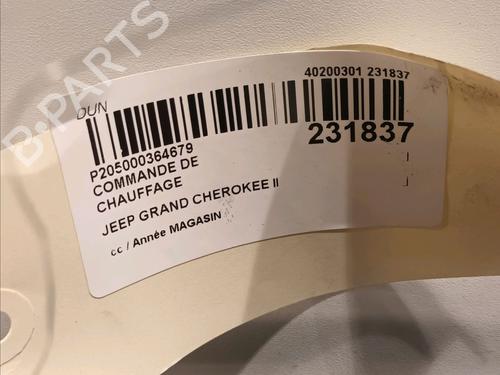 B-PARTS
DUN
40200301 231837
P205000364679
231837
COMMANDE DE
CHAUFFAGE
JEEP GRAND CHEROKEE II
cc / Année MAGASIN